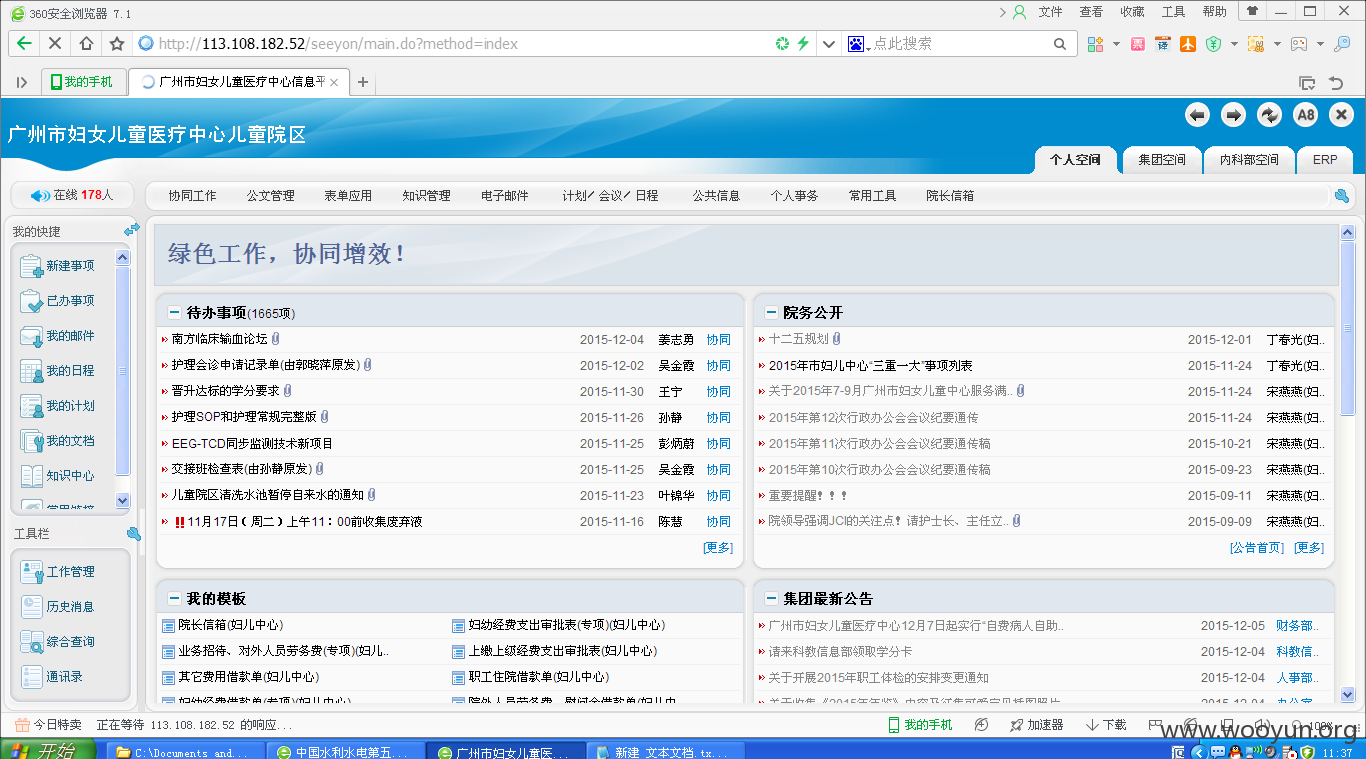 360安全浏览器 7.1
文件 查看 收藏 工具 帮助
http://113.108.182.52/seeyon/main.do?method=index
点此搜索
我的手机
广州市妇女儿童医疗中心信息平
广州市妇女儿童医疗中心儿童院区
A8
个人空间 集团空间 内科部空间 ERP
在线 178人
协同工作 公文管理 表单应用 知识管理 电子邮件 计划/会议/日程 公共信息 个人事务 常用工具 院长信箱
我的快捷
新建事项
已办事项
我的邮件
我的日程
我的计划
我的文档
知识中心
工具栏
工作管理
历史消息
综合查询
通讯录
绿色工作，协同增效！
待办事项(1665项)
南方临床输血论坛 2015-12-04 姜志勇 协同
护理会诊申请记录单(由郭晓萍原发) 2015-12-02 吴金霞 协同
晋升达标的学分要求 2015-11-30 王宁 协同
护理SOP和护理常规完整版 2015-11-26 孙静 协同
EEG-TCD同步监测技术新项目 2015-11-25 彭炳蔚 协同
交接班检查表(由孙静原发) 2015-11-25 吴金霞 协同
儿童院区清洗水池暂停自来水的通知 2015-11-23 叶锦华 协同
11月17日（周二）上午11：00前收集废弃液 2015-11-16 陈慧 协同
[更多]
院务公开
十二五规划 2015-12-01 丁春光(妇..
2015年市妇儿中心“三重一大”事项列表 2015-11-24 丁春光(妇..
关于2015年7-9月广州市妇女儿童中心服务满.. 2015-11-24 宋燕燕(妇..
2015年第12次行政办公会会议纪要通传 2015-11-24 宋燕燕(妇..
2015年第11次行政办公会会议纪要通传稿 2015-10-21 宋燕燕(妇..
2015年第10次行政办公会会议纪要通传稿 2015-09-23 宋燕燕(妇..
重要提醒！！！ 2015-09-11 宋燕燕(妇..
院领导强调JCI的关注点！请护士长、主任立.. 2015-09-09 宋燕燕(妇..
[公告首页] [更多]
我的模板
院长信箱(妇儿中心) 妇幼经费支出审批表(专项)(妇儿中心)
业务招待、对外人员劳务费(专项)(妇儿.. 上缴上级经费支出审批表(妇儿中心)
其它费用借款单(妇儿中心) 职工住院借款单(妇儿中心)
集团最新公告
广州市妇女儿童医疗中心12月7日起实行“自费病人自助.. 2015-12-05 财务部..
请来科教信息部领取学分卡 2015-12-04 科教信..
关于开展2015年职工体检的安排变更通知 2015-12-04 人事部..
今日特卖 正在等待 113.108.182.52 的响应...
我的手机 加速器 下载 100%
www.wooyun.org
开始 C:\Documents and... 中国水利水电第五... 广州市妇女儿童医... 新建 文本文档.tx... 11:37